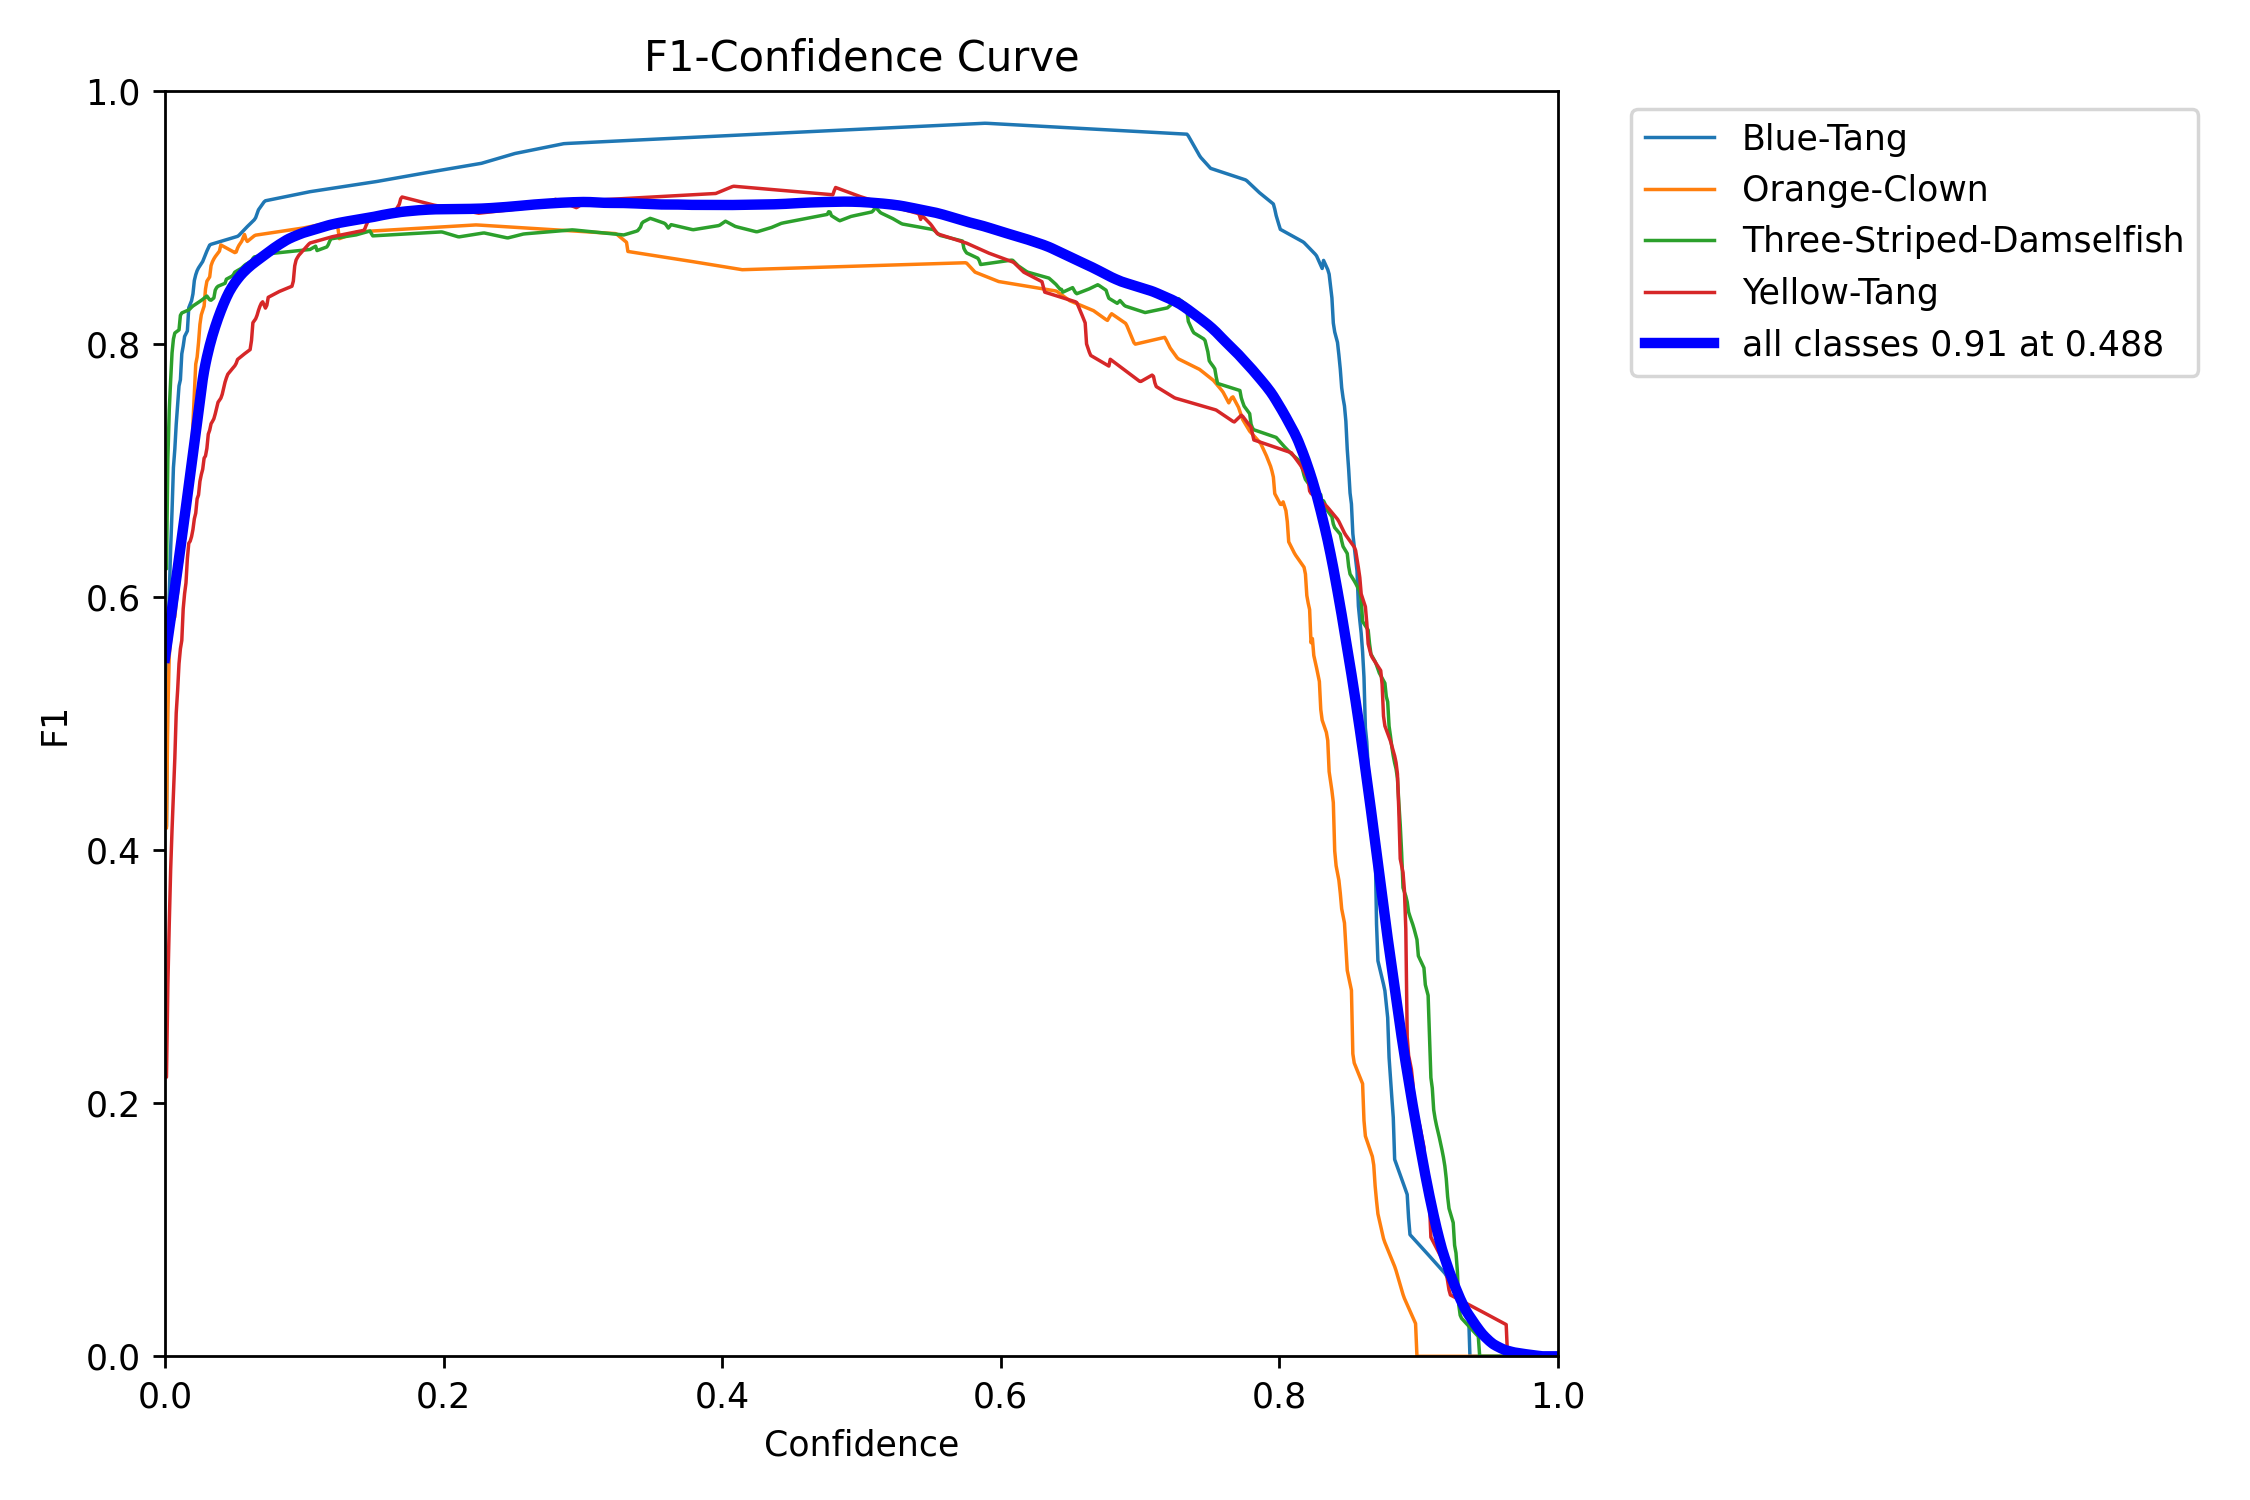 F1-Confidence Curve
1.0
0.8
0.6
0.4
0.2
0.0
F1
0.0 0.2 0.4 0.6 0.8 1.0
Confidence
Blue-Tang
Orange-Clown
Three-Striped-Damselfish
Yellow-Tang
all classes 0.91 at 0.488